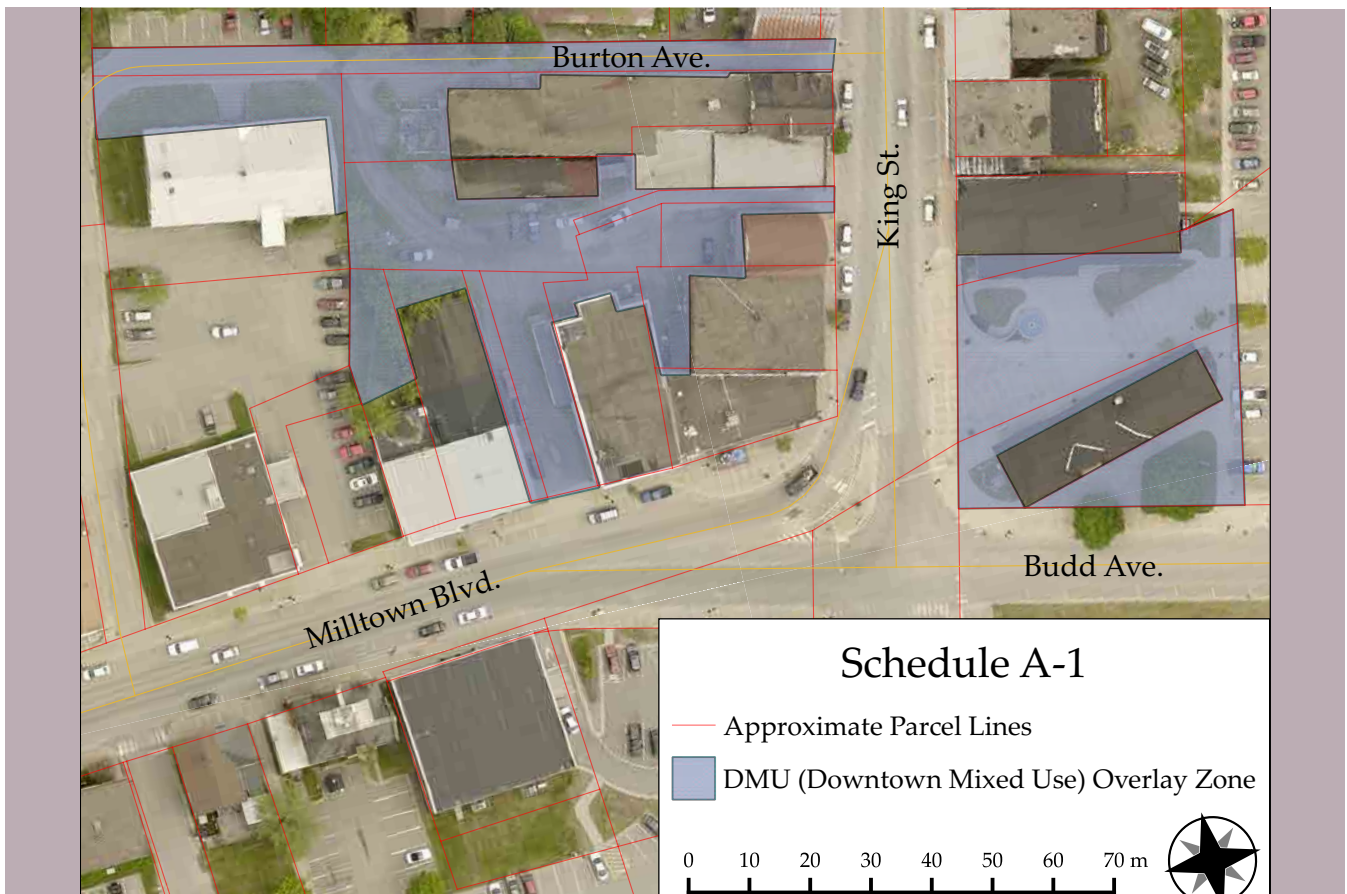 Burton Ave.
King St.
Budd Ave.
Milltown Blvd.
Schedule A-1
Approximate Parcel Lines
DMU (Downtown Mixed Use) Overlay Zone
0 10 20 30 40 50 60 70 m